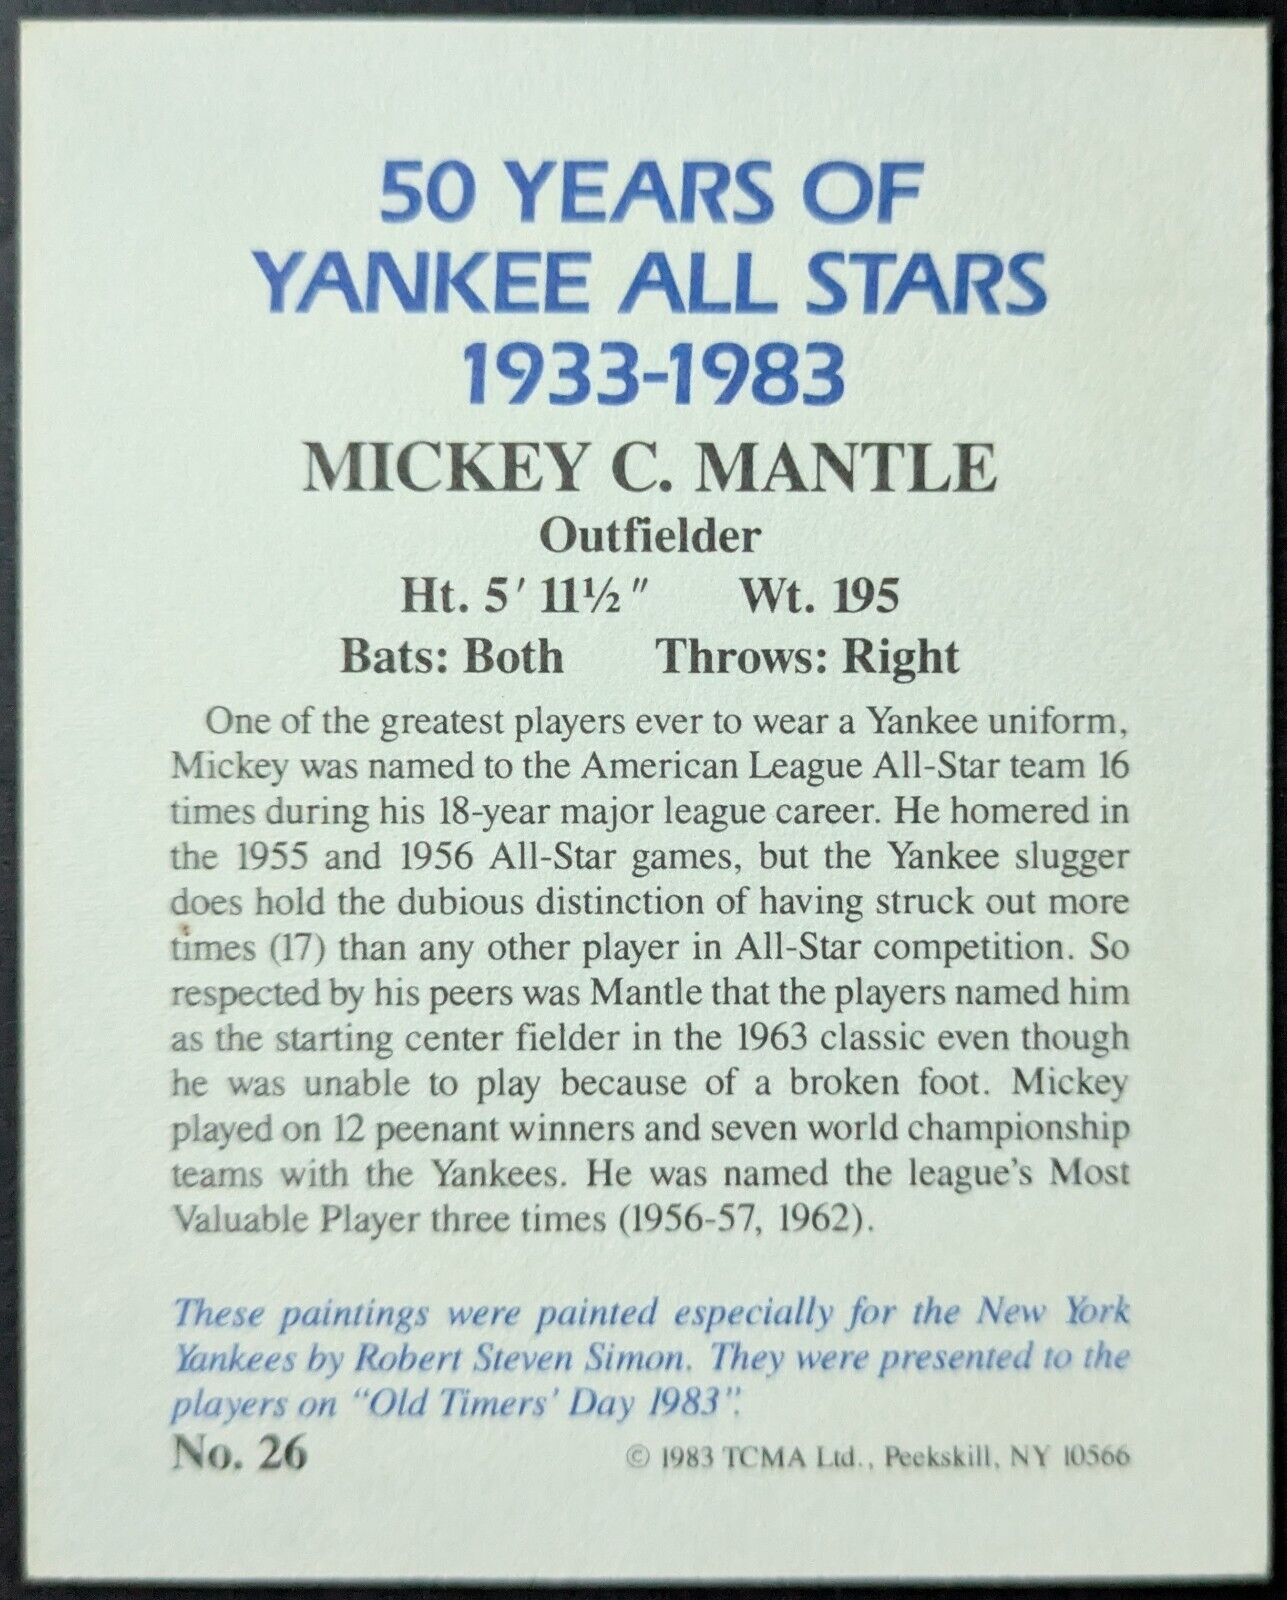 50 YEARS OF
YANKEE ALL STARS
1933-1983
MICKEY C. MANTLE
Outfielder
Ht. 5' 11½" Wt. 195
Bats: Both Throws: Right
One of the greatest players ever to wear a Yankee uniform,
Mickey was named to the American League All-Star team 16
times during his 18-year major league career. He homered in
the 1955 and 1956 All-Star games, but the Yankee slugger
does hold the dubious distinction of having struck out more
times (17) than any other player in All-Star competition. So
respected by his peers was Mantle that the players named him
as the starting center fielder in the 1963 classic even though
he was unable to play because of a broken foot. Mickey
played on 12 peenant winners and seven world championship
teams with the Yankees. He was named the league's Most
Valuable Player three times (1956-57, 1962).
These paintings were painted especially for the New York
Yankees by Robert Steven Simon. They were presented to the
players on "Old Timers' Day 1983".
No. 26 © 1983 TCMA Ltd., Peekskill, NY 10566